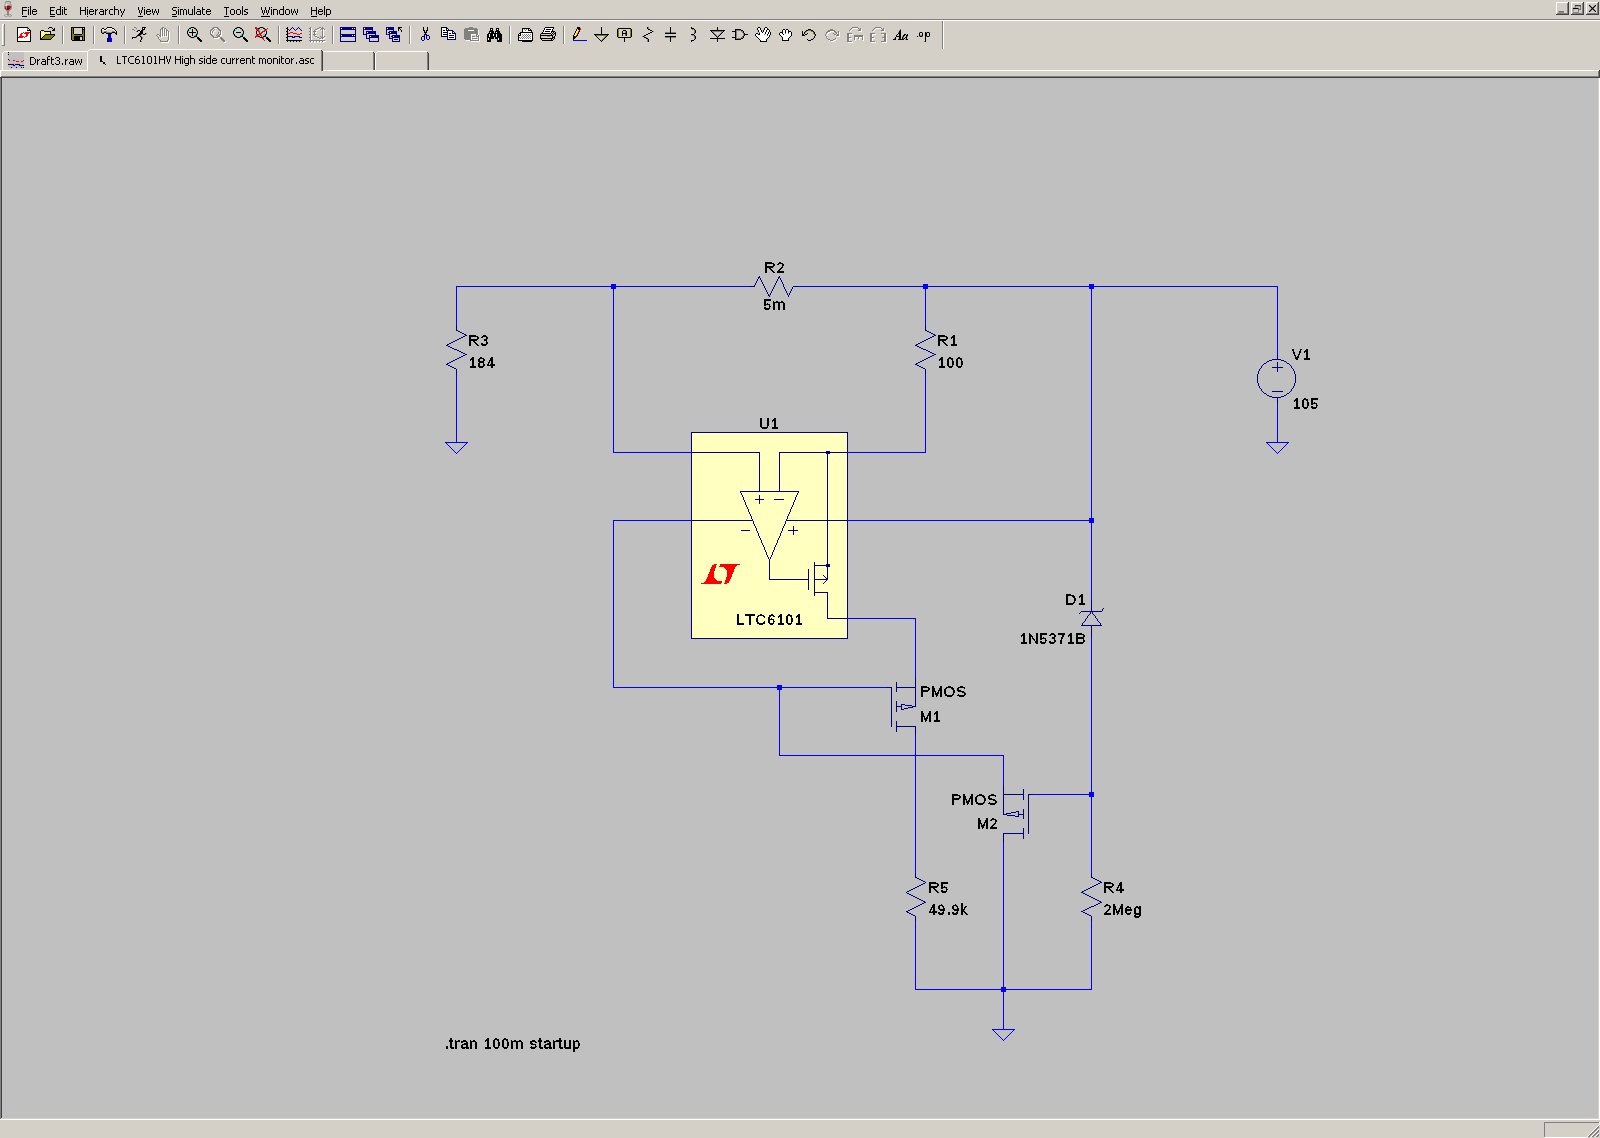 File Edit Hierarchy View Simulate Tools Window Help
Aa .op
Draft3.raw LTC6101HV High side current monitor.asc
R2
5m
R3
184
R1
100
V1
+
−
105
U1
+ −
− +
LTC6101
D1
1N5371B
PMOS
M1
PMOS
M2
R5
49.9k
R4
2Meg
.tran 100m startup